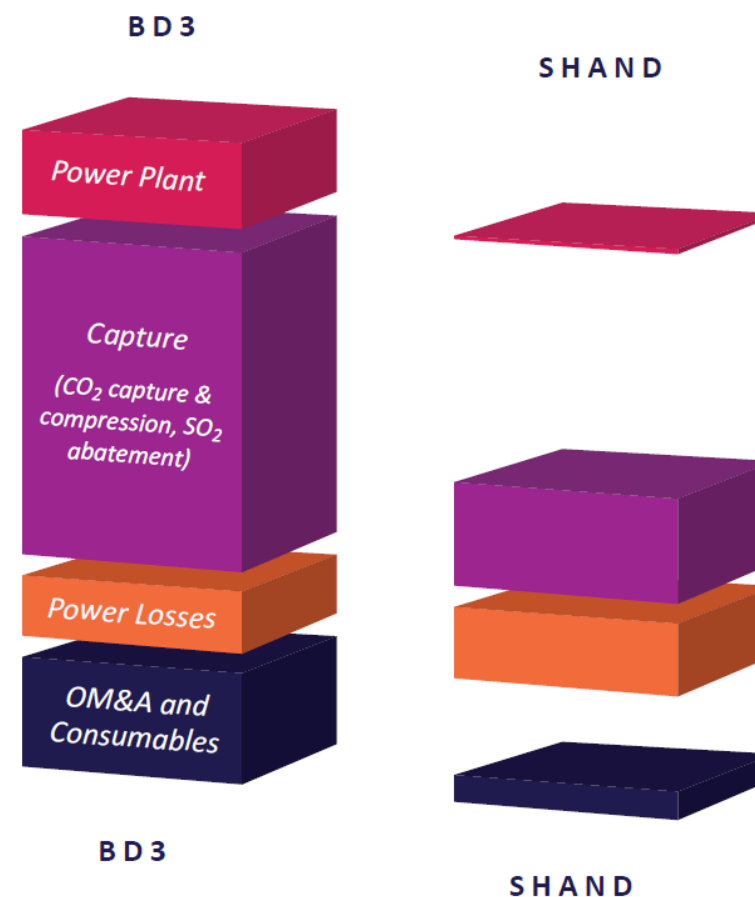 BD3
SHAND
Power Plant
Capture
(CO₂ capture &
compression, SO₂
abatement)
Power Losses
OM&A and
Consumables
BD3
SHAND